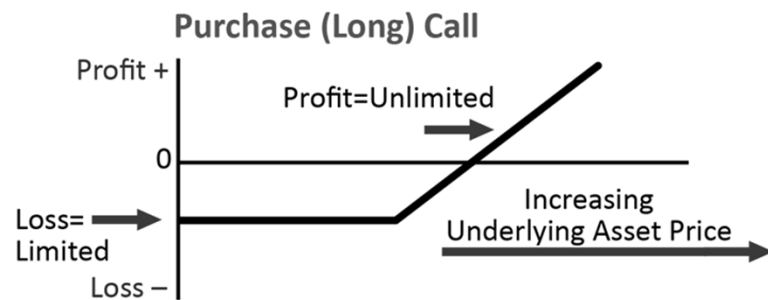 Purchase (Long) Call
Profit +
Profit=Unlimited
0
Loss=
Limited
Increasing
Underlying Asset Price
Loss –